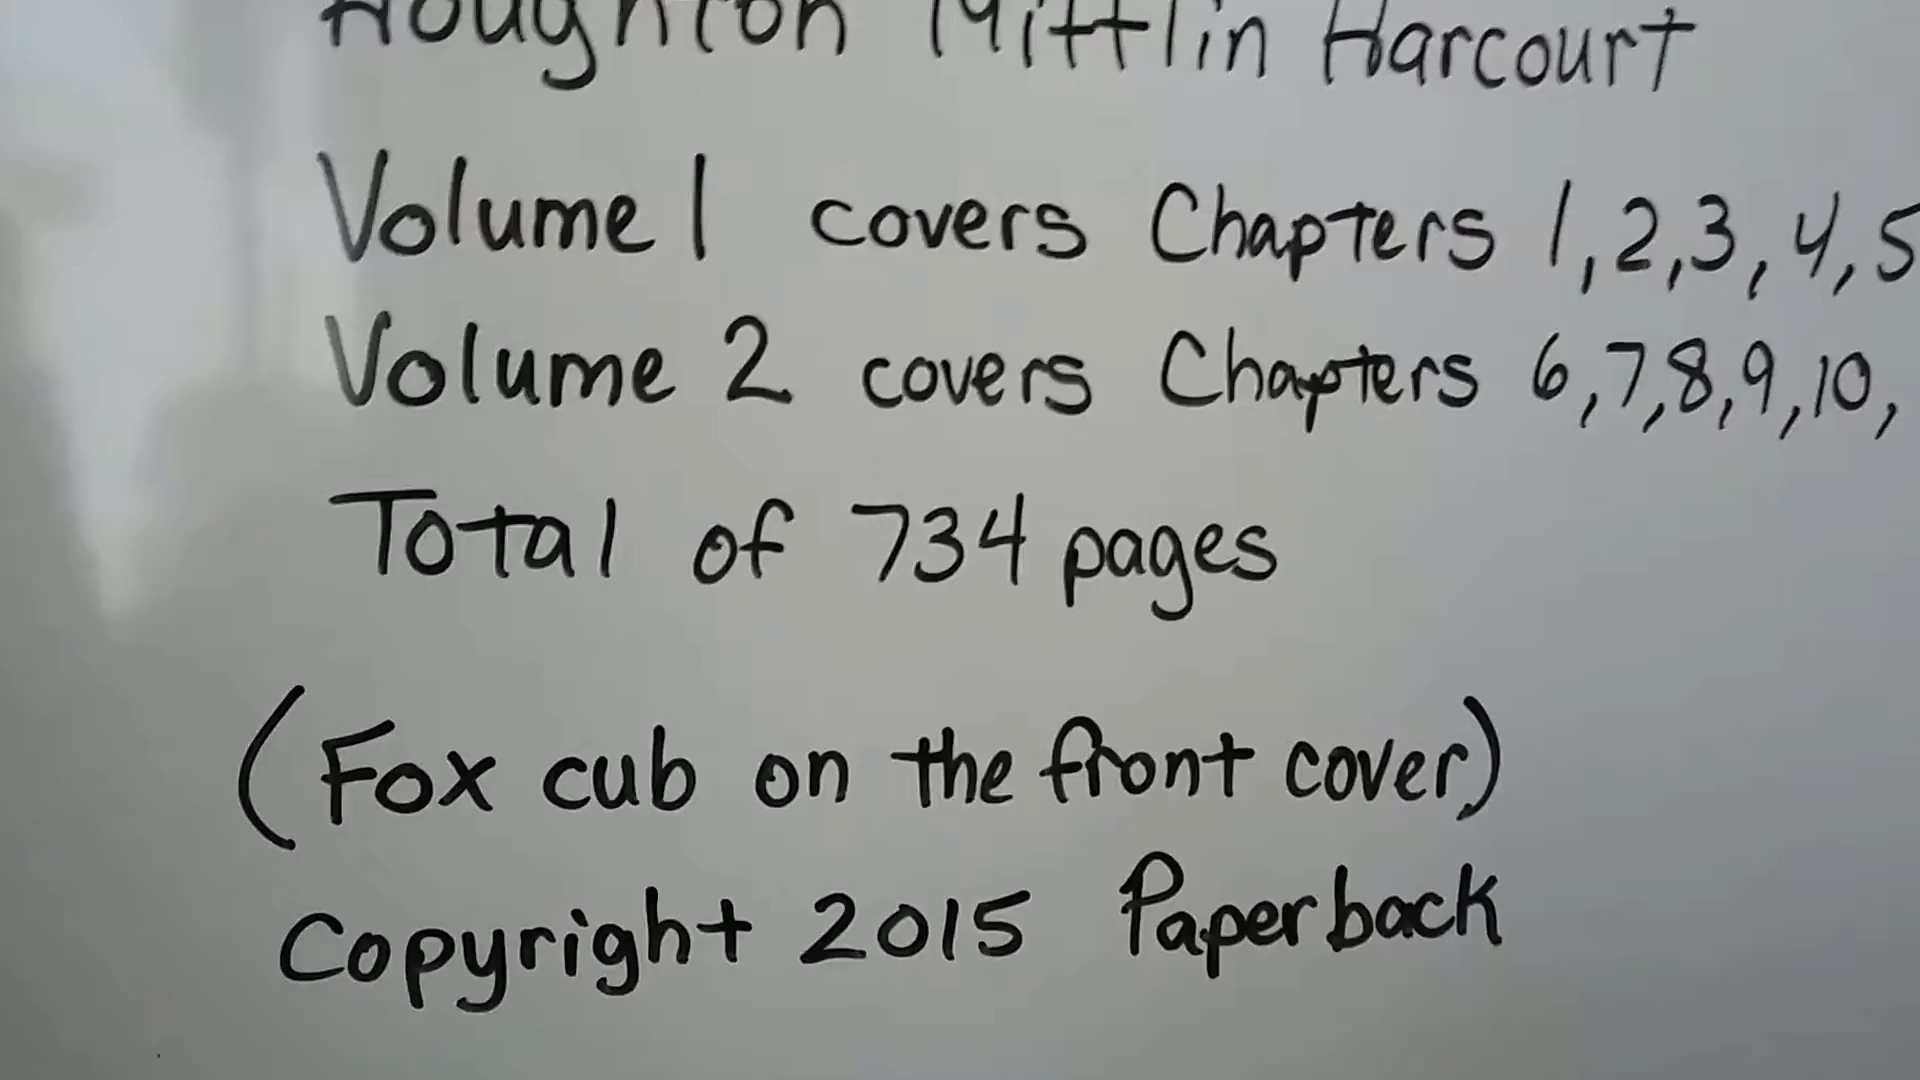 Houghton Mifflin Harcourt
Volume 1 covers Chapters 1,2,3,4,5
Volume 2 covers Chapters 6,7,8,9,10,
Total of 734 pages
(Fox cub on the front cover)
Copyright 2015 Paperback